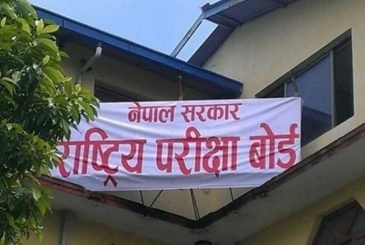 नेपाल सरकार
राष्ट्रिय परीक्षा बोर्ड